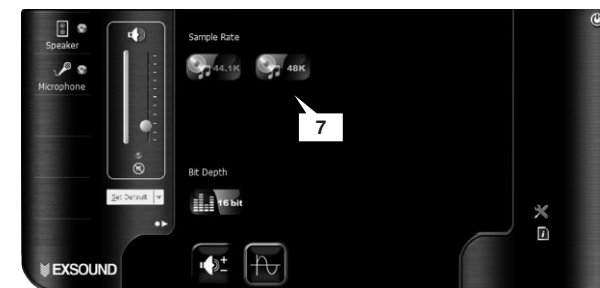 Speaker
Microphone
Set Default
Sample Rate
44.1K
48K
7
Bit Depth
16 bit
EXSOUND